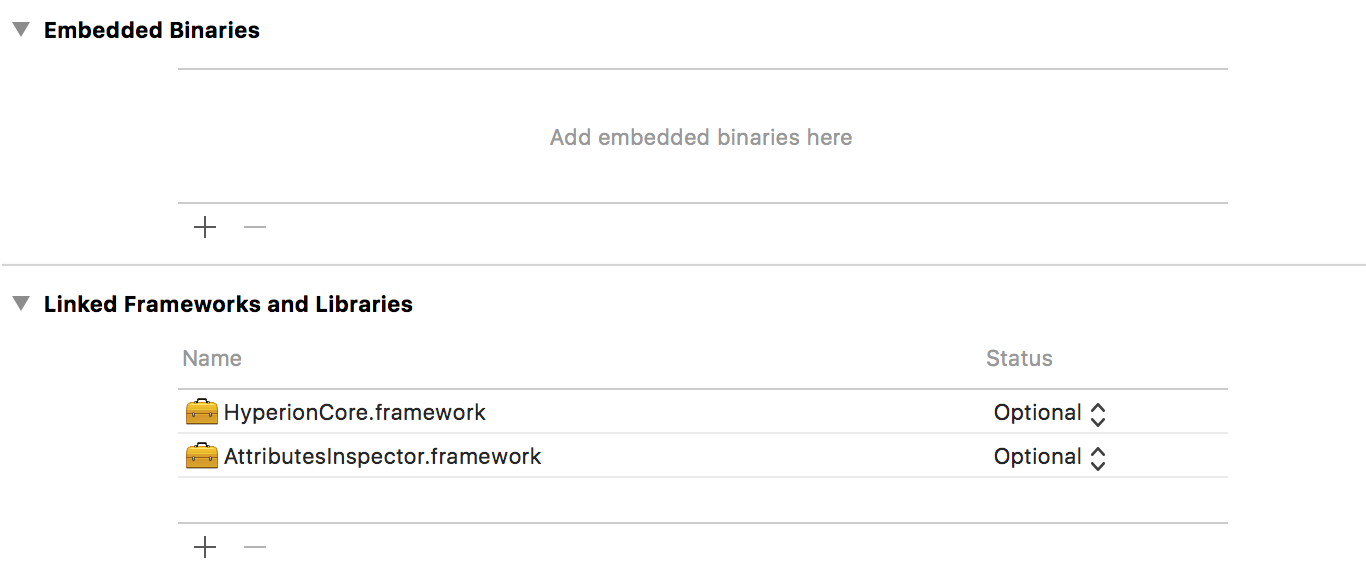 Embedded Binaries
Add embedded binaries here
Linked Frameworks and Libraries
Name Status
HyperionCore.framework Optional
AttributesInspector.framework Optional